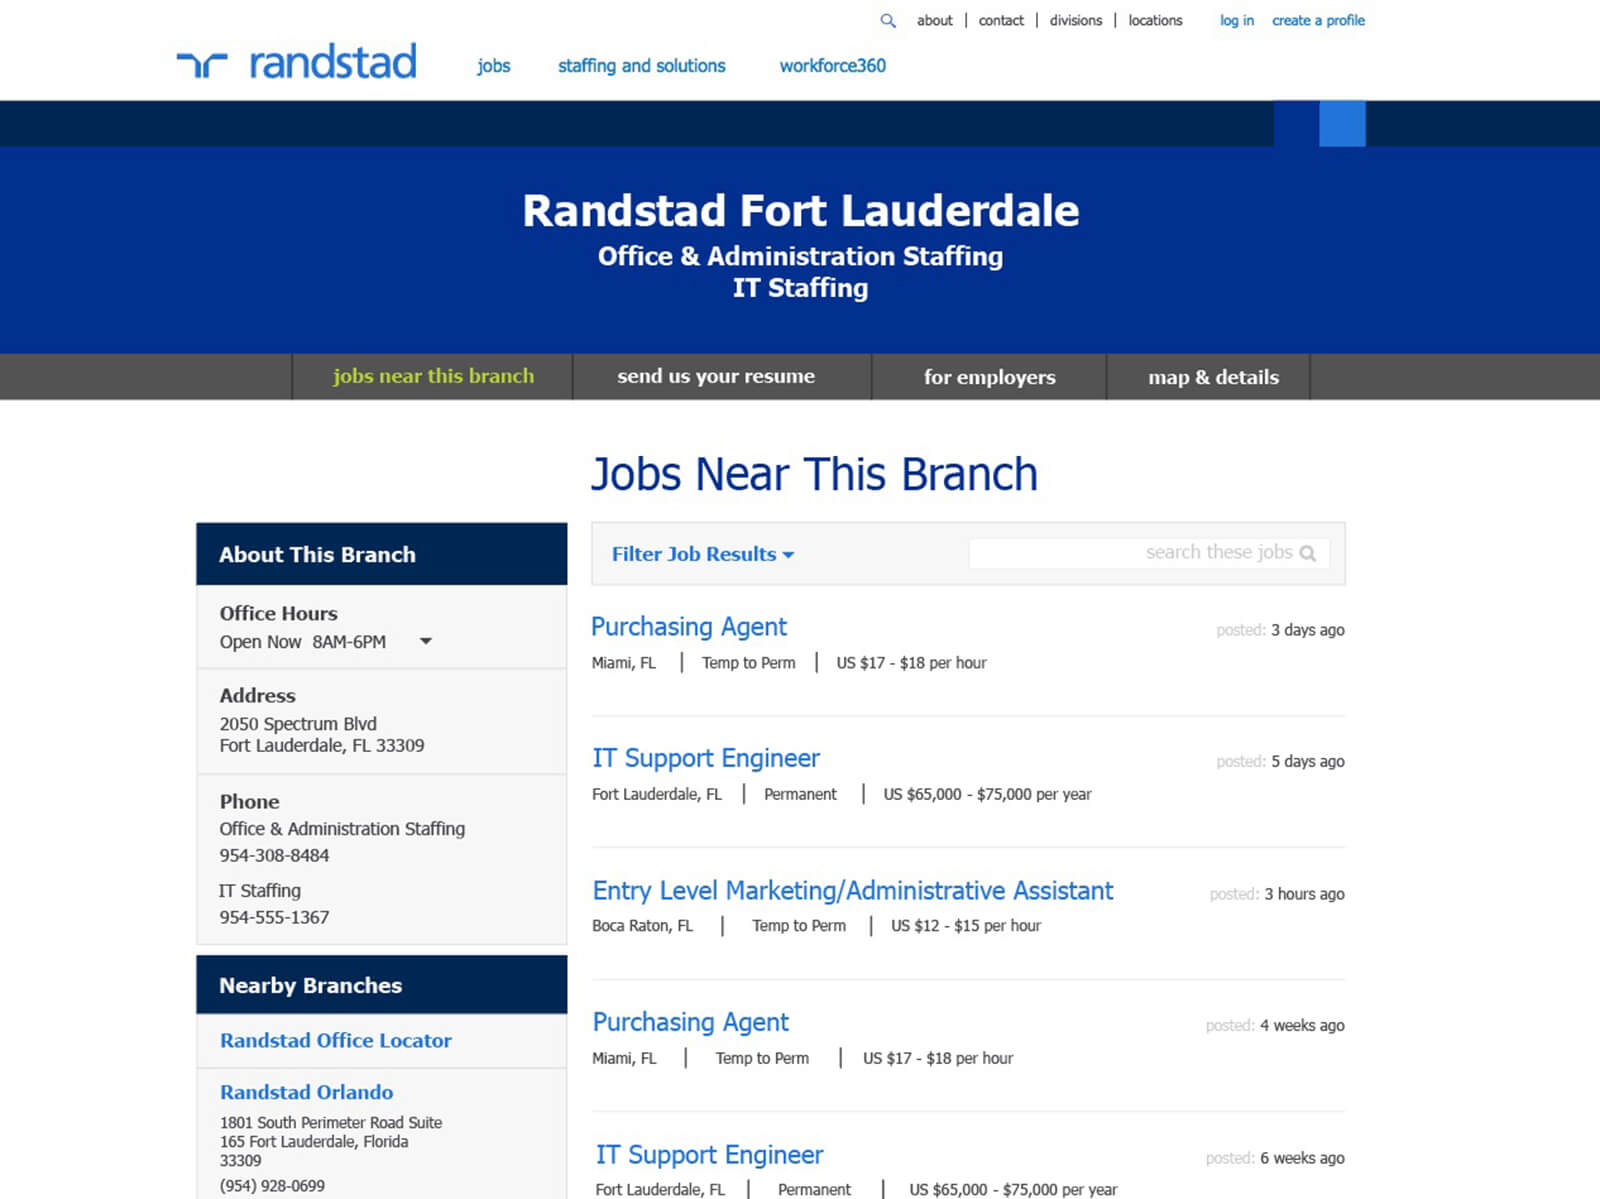 about | contact | divisions | locations log in create a profile
randstad jobs staffing and solutions workforce360
Randstad Fort Lauderdale
Office & Administration Staffing
IT Staffing
jobs near this branch send us your resume for employers map & details
Jobs Near This Branch
About This Branch
Office Hours
Open Now 8AM-6PM
Address
2050 Spectrum Blvd
Fort Lauderdale, FL 33309
Phone
Office & Administration Staffing
954-308-8484
IT Staffing
954-555-1367
Nearby Branches
Randstad Office Locator
Randstad Orlando
1801 South Perimeter Road Suite
165 Fort Lauderdale, Florida
33309
(954) 928-0699
Filter Job Results search these jobs
Purchasing Agent posted: 3 days ago
Miami, FL | Temp to Perm | US $17 - $18 per hour
IT Support Engineer posted: 5 days ago
Fort Lauderdale, FL | Permanent | US $65,000 - $75,000 per year
Entry Level Marketing/Administrative Assistant posted: 3 hours ago
Boca Raton, FL | Temp to Perm | US $12 - $15 per hour
Purchasing Agent posted: 4 weeks ago
Miami, FL | Temp to Perm | US $17 - $18 per hour
IT Support Engineer posted: 6 weeks ago
Fort Lauderdale, FL | Permanent | US $65,000 - $75,000 per year